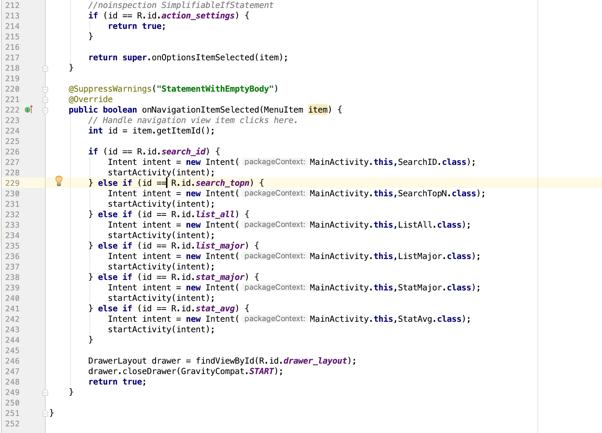 212 //noinspection SimplifiableIfStatement
213 if (id == R.id.action_settings) {
214 return true;
215 }
216
217 return super.onOptionsItemSelected(item);
218 }
219
220 @SuppressWarnings("StatementWithEmptyBody")
221 @Override
222 public boolean onNavigationItemSelected(MenuItem item) {
223 // Handle navigation view item clicks here.
224 int id = item.getItemId();
225
226 if (id == R.id.search_id) {
227 Intent intent = new Intent( packageContext: MainActivity.this,SearchID.class);
228 startActivity(intent);
229 } else if (id == R.id.search_topn) {
230 Intent intent = new Intent( packageContext: MainActivity.this,SearchTopN.class);
231 startActivity(intent);
232 } else if (id == R.id.list_all) {
233 Intent intent = new Intent( packageContext: MainActivity.this,ListAll.class);
234 startActivity(intent);
235 } else if (id == R.id.list_major) {
236 Intent intent = new Intent( packageContext: MainActivity.this,ListMajor.class);
237 startActivity(intent);
238 } else if (id == R.id.stat_major) {
239 Intent intent = new Intent( packageContext: MainActivity.this,StatMajor.class);
240 startActivity(intent);
241 } else if (id == R.id.stat_avg) {
242 Intent intent = new Intent( packageContext: MainActivity.this,StatAvg.class);
243 startActivity(intent);
244 }
245
246 DrawerLayout drawer = findViewById(R.id.drawer_layout);
247 drawer.closeDrawer(GravityCompat.START);
248 return true;
249 }
250
251 }
252